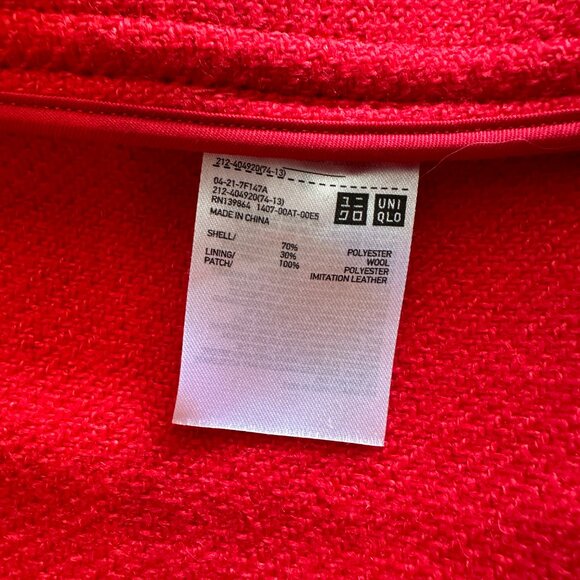 212-404920(74-13)
04-21-7F147A
212-404920(74-13)
RN139864 1407-00AT-00E5
MADE IN CHINA
ユニ
クロ
UNI
QLO
SHELL/ 70% POLYESTER
30% WOOL
LINING/ 100% POLYESTER
PATCH/ IMITATION LEATHER